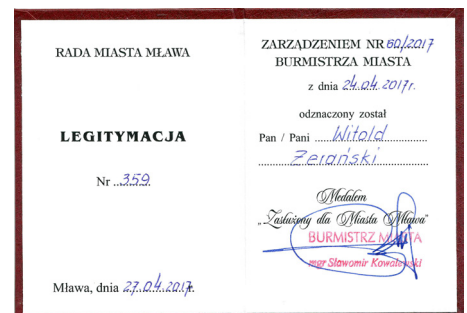 RADA MIASTA MŁAWA
LEGITYMACJA
Nr 359
Mława, dnia 27.04.2017r.
ZARZĄDZENIEM NR 60/2017
BURMISTRZA MIASTA
z dnia 24.04.2017r.
odznaczony został
Pan / Pani Witold
Żerański
Medalem
„Zasłużony dla Miasta Mława”
BURMISTRZ MIASTA
mgr Sławomir Kowalewski